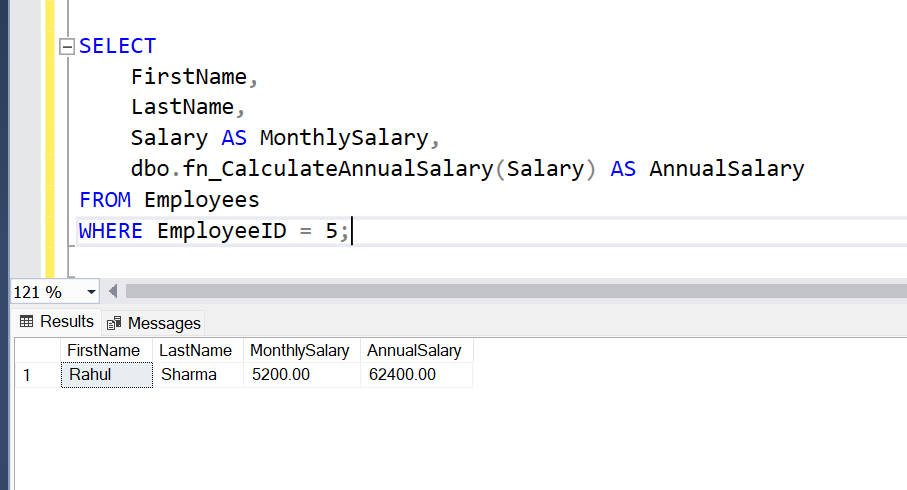 SELECT
FirstName,
LastName,
Salary AS MonthlySalary,
dbo.fn_CalculateAnnualSalary(Salary) AS AnnualSalary
FROM Employees
WHERE EmployeeID = 5;
121 %
Results Messages
FirstName LastName MonthlySalary AnnualSalary
1 Rahul Sharma 5200.00 62400.00